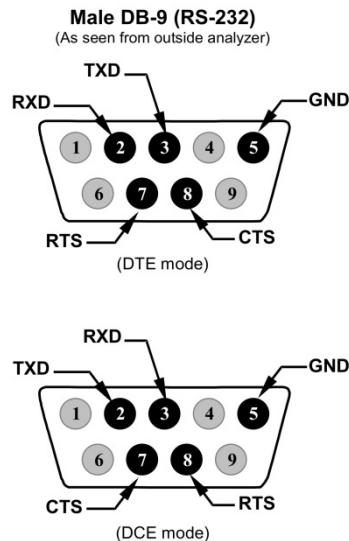 Male DB-9 (RS-232)
(As seen from outside analyzer)
TXD
RXD
GND
1 2 3 4 5
6 7 8 9
RTS
CTS
(DTE mode)
RXD
TXD
GND
1 2 3 4 5
6 7 8 9
CTS
RTS
(DCE mode)